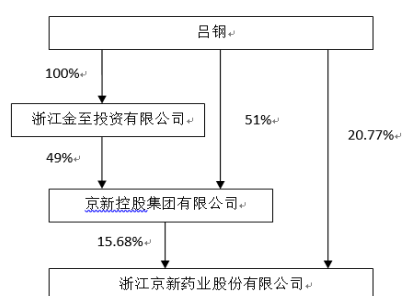 吕钢
100%
浙江金至投资有限公司
51%
20.77%
49%
京新控股集团有限公司
15.68%
浙江京新药业股份有限公司